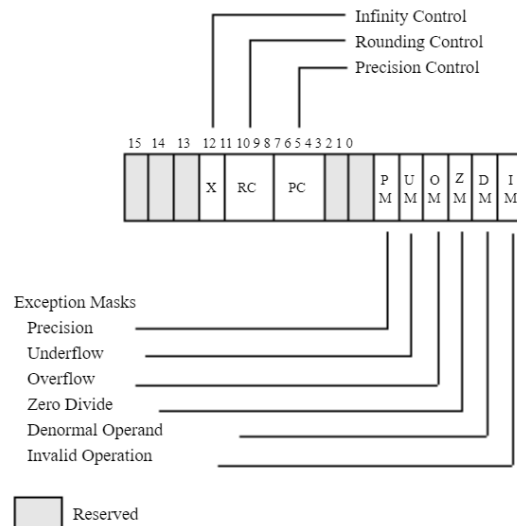 Infinity Control
Rounding Control
Precision Control
15 14 13 12 11 10 9 8 7 6 5 4 3 2 1 0
X RC PC P M U M O M Z M D M I M
Exception Masks
Precision
Underflow
Overflow
Zero Divide
Denormal Operand
Invalid Operation
Reserved